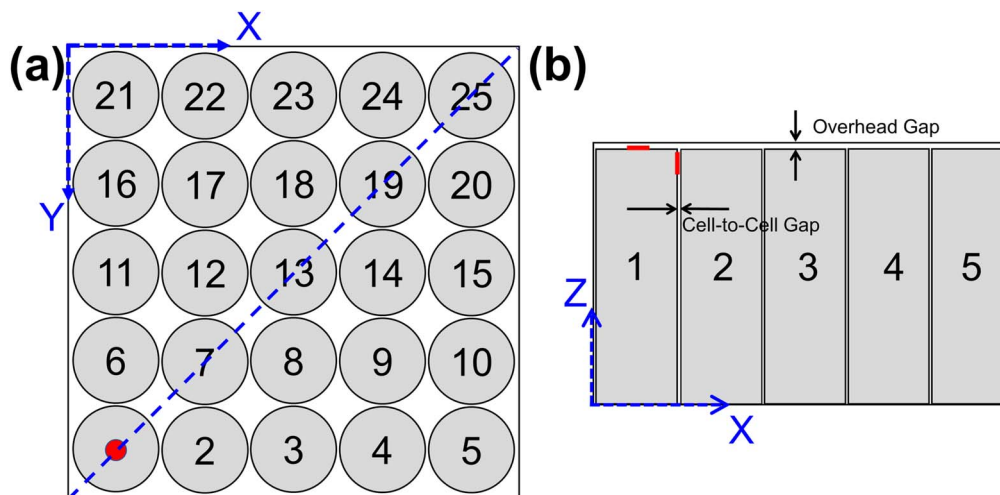 (a)
X
Y
21 22 23 24 25
16 17 18 19 20
11 12 13 14 15
6 7 8 9 10
2 3 4 5
(b)
Overhead Gap
Cell-to-Cell Gap
1 2 3 4 5
Z
X